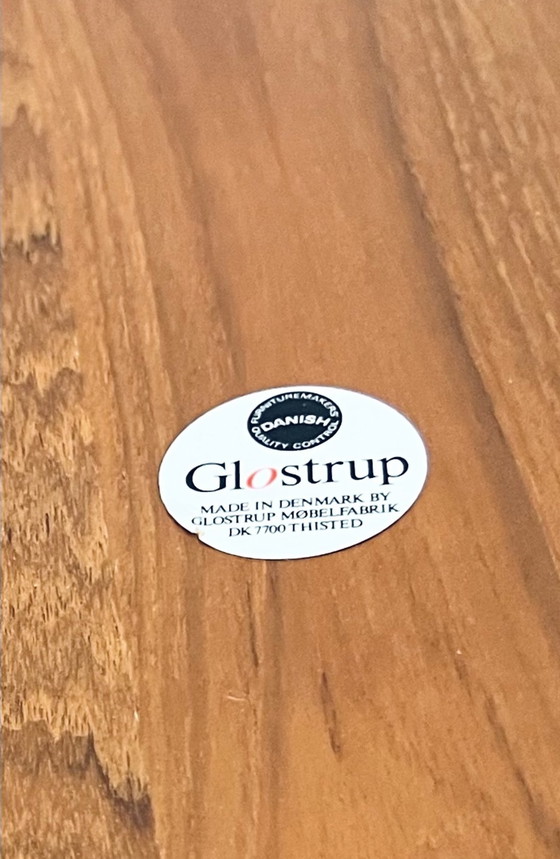 FURNITUREMAKERS
DANISH
QUALITY CONTROL
Glostrup
MADE IN DENMARK BY
GLOSTRUP MØBELFABRIK
DK 7700 THISTED